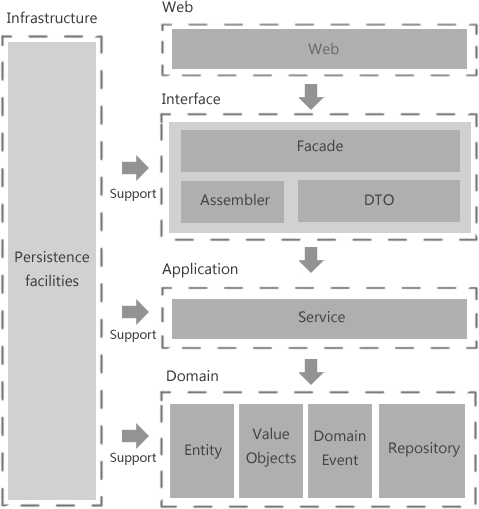 Infrastructure
Persistence
facilities
Web
Web
Interface
Facade
Assembler
DTO
Support
Application
Service
Support
Domain
Entity
Value
Objects
Domain
Event
Repository
Support